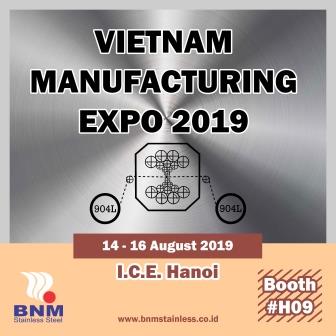 VIETNAM
MANUFACTURING
EXPO 2019
904L 904L
14 - 16 August 2019
I.C.E. Hanoi
Booth
#H09
BNM
Stainless Steel
www.bnmstainless.co.id